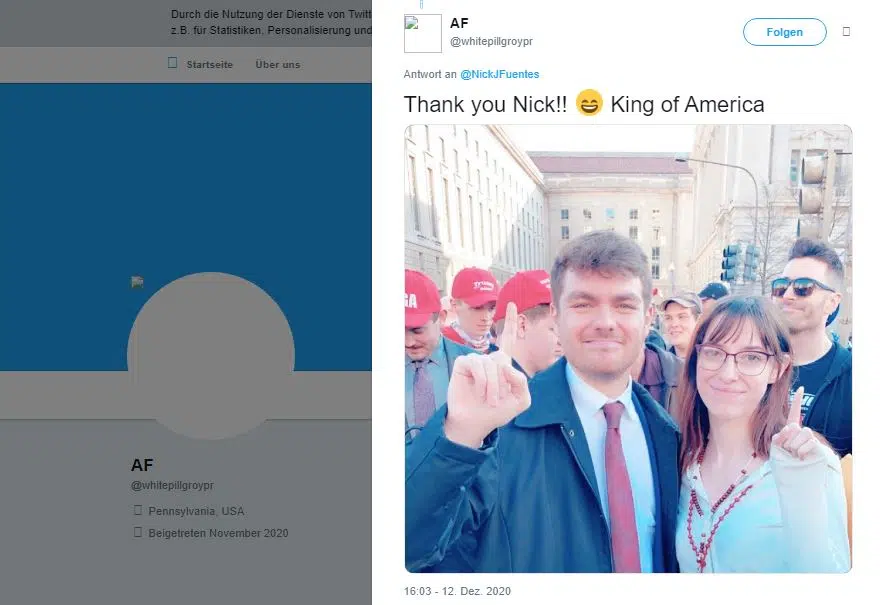 Durch die Nutzung der Dienste von Twitt
z.B. für Statistiken, Personalisierung und
Startseite Über uns
AF
@whitepillgroypr
Pennsylvania, USA
Beigetreten November 2020
AF
@whitepillgroypr
Folgen
Antwort an @NickJFuentes
Thank you Nick!! 😄 King of America
GA
TRUMP
16:03 - 12. Dez. 2020